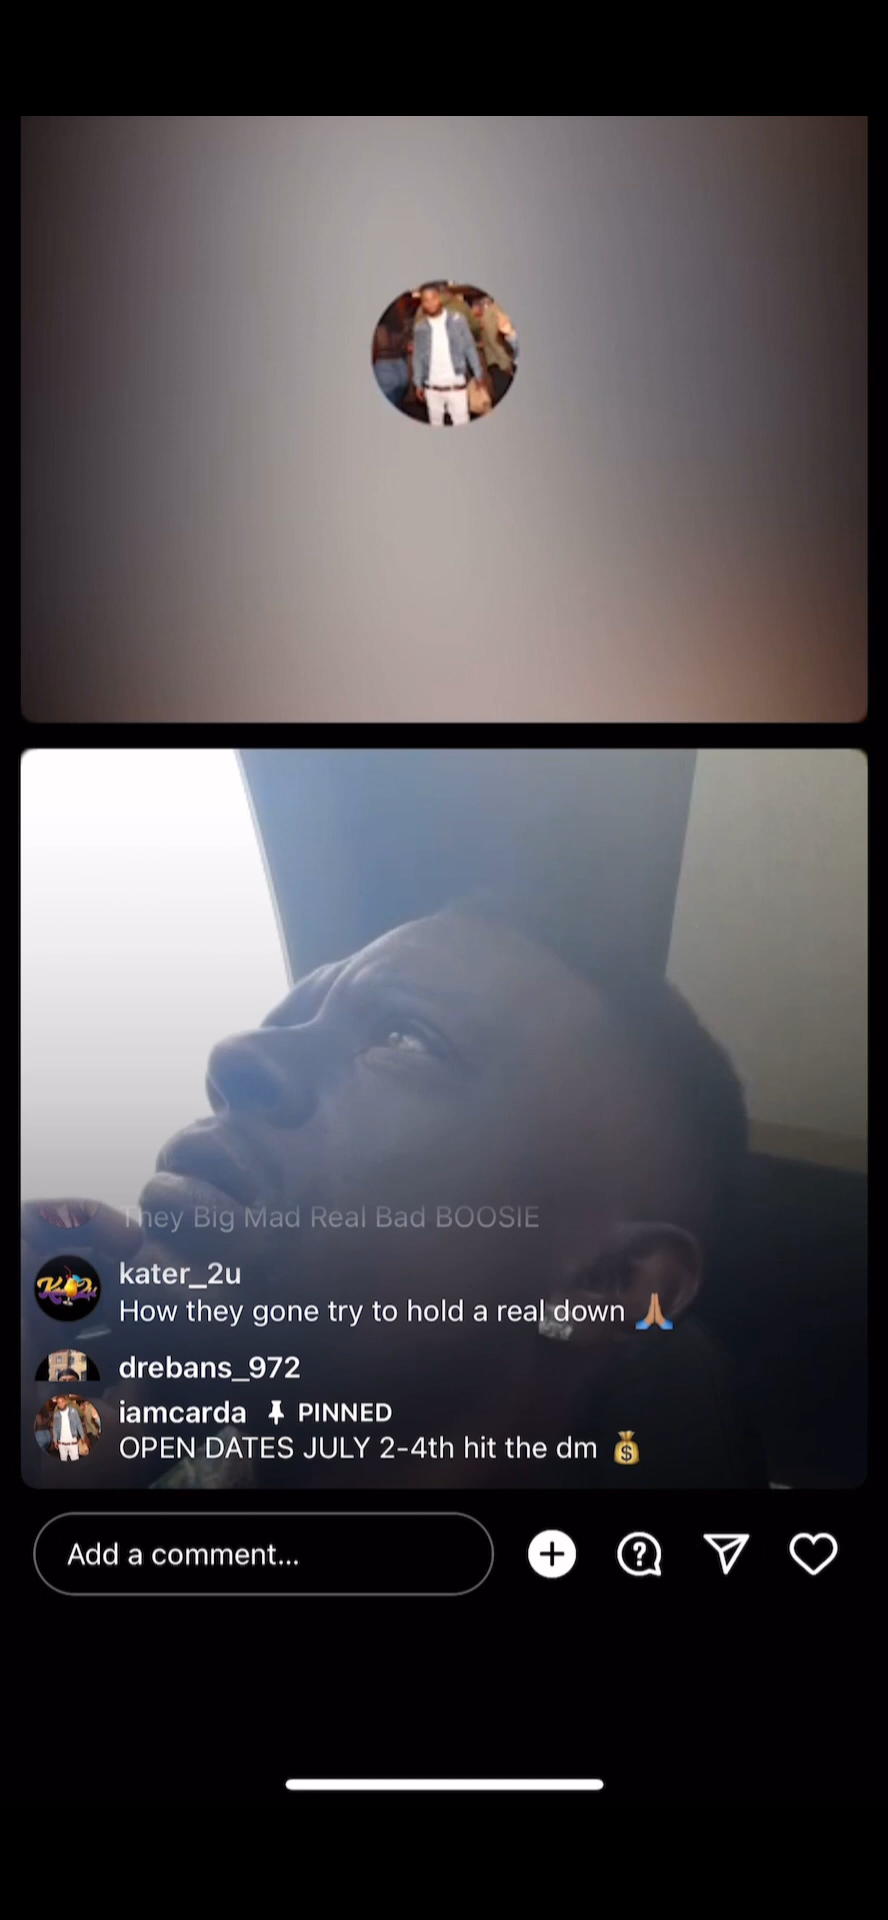 They Big Mad Real Bad BOOSIE
kater_2u
How they gone try to hold a real down 🙏🏽
drebans_972
iamcarda PINNED
OPEN DATES JULY 2-4th hit the dm 💰
Add a comment...